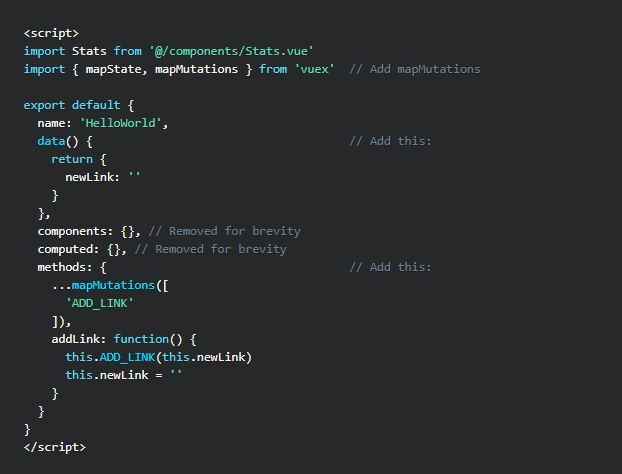 <script>
import Stats from '@/components/Stats.vue'
import { mapState, mapMutations } from 'vuex'  // Add mapMutations

export default {
  name: 'HelloWorld',
  data() {                                     // Add this:
    return {
      newLink: ''
    }
  },
  components: {}, // Removed for brevity
  computed: {}, // Removed for brevity
  methods: {                                   // Add this:
    ...mapMutations([
      'ADD_LINK'
    ]),
    addLink: function() {
      this.ADD_LINK(this.newLink)
      this.newLink = ''
    }
  }
}
</script>